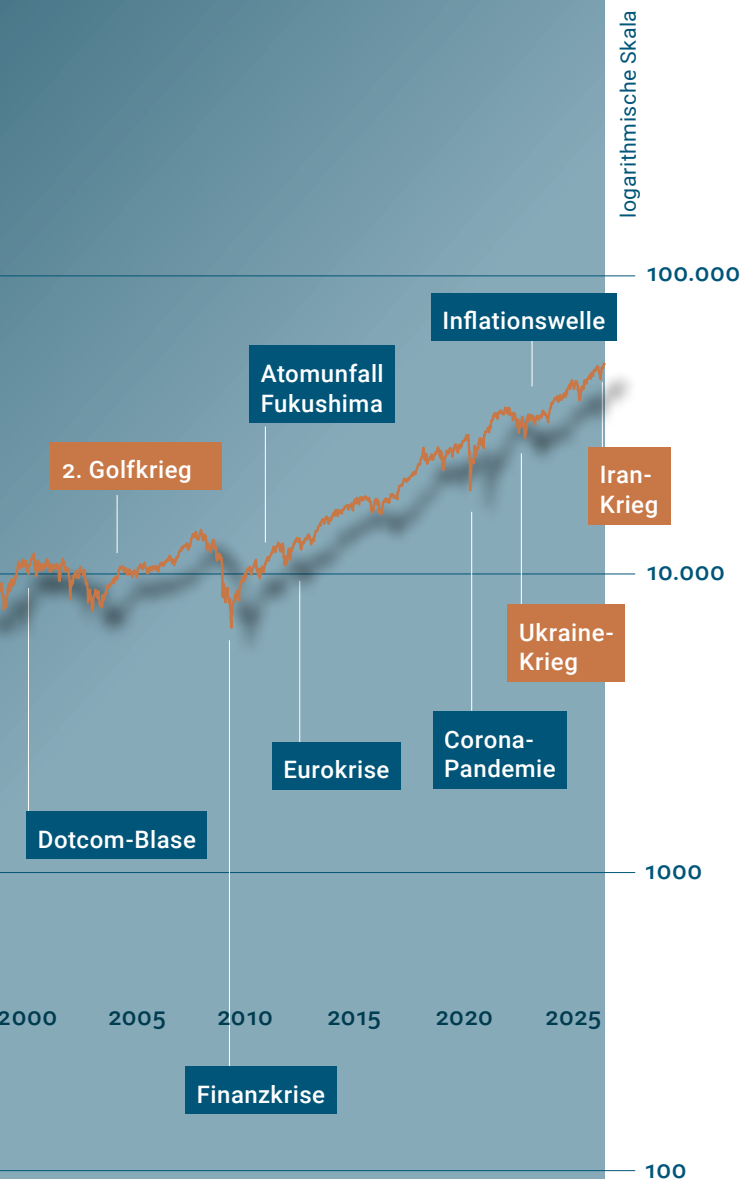 logarithmische Skala
100.000
Inflationswelle
Atomunfall
Fukushima
2. Golfkrieg
Iran-
Krieg
10.000
Ukraine-
Krieg
Corona-
Pandemie
Eurokrise
Dotcom-Blase
1000
2000 2005 2010 2015 2020 2025
Finanzkrise
100